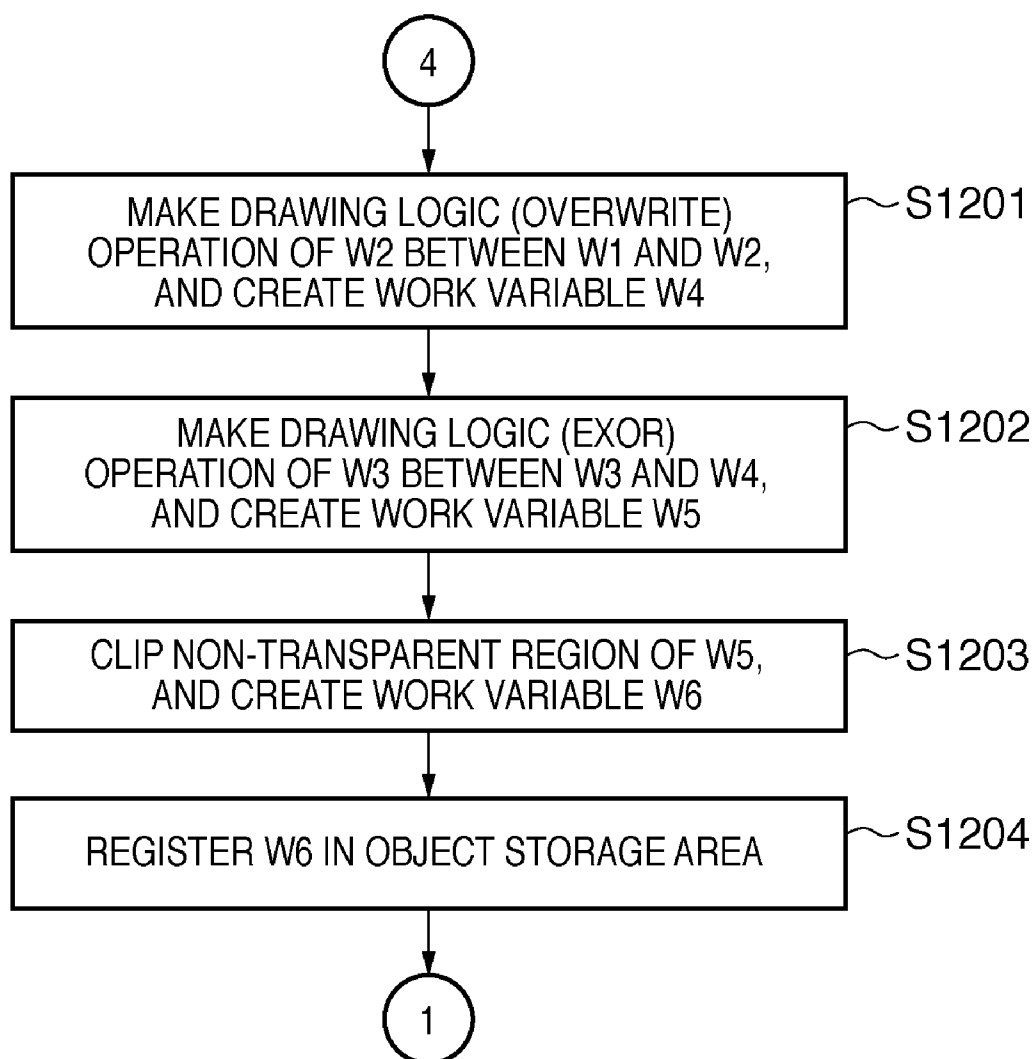 4
MAKE DRAWING LOGIC (OVERWRITE)
OPERATION OF W2 BETWEEN W1 AND W2,
AND CREATE WORK VARIABLE W4
S1201
MAKE DRAWING LOGIC (EXOR)
OPERATION OF W3 BETWEEN W3 AND W4,
AND CREATE WORK VARIABLE W5
S1202
CLIP NON-TRANSPARENT REGION OF W5,
AND CREATE WORK VARIABLE W6
S1203
REGISTER W6 IN OBJECT STORAGE AREA
S1204
1